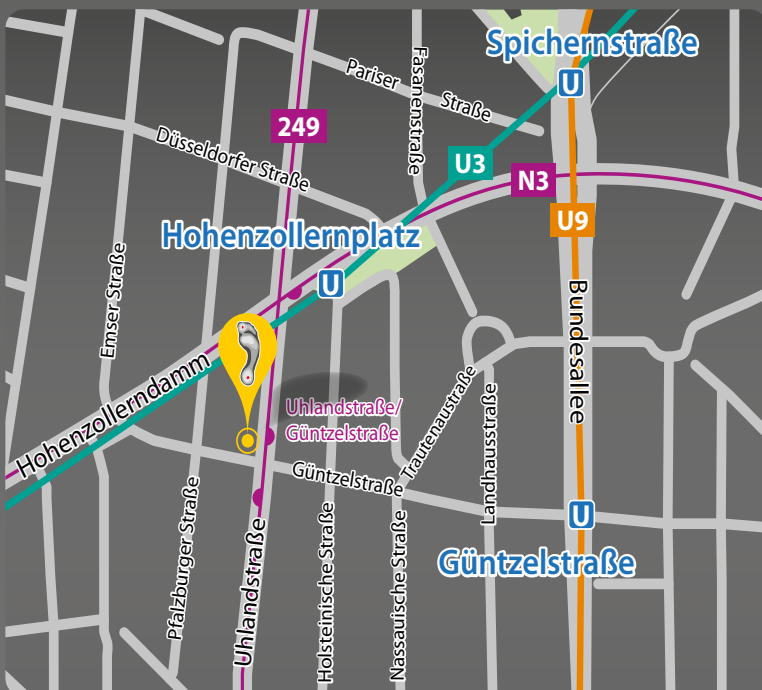 Spichernstraße
U
Pariser Straße
Fasanenstraße
249
Düsseldorfer Straße
U3
N3
U9
Hohenzollernplatz
U
Emser Straße
Bundesallee
Hohenzollerndamm
Uhlandstraße/
Güntzelstraße
Trautenaustraße
Landhausstraße
Güntzelstraße
Pfalzburger Straße
Uhlandstraße
Holsteinische Straße
Nassauische Straße
U
Güntzelstraße